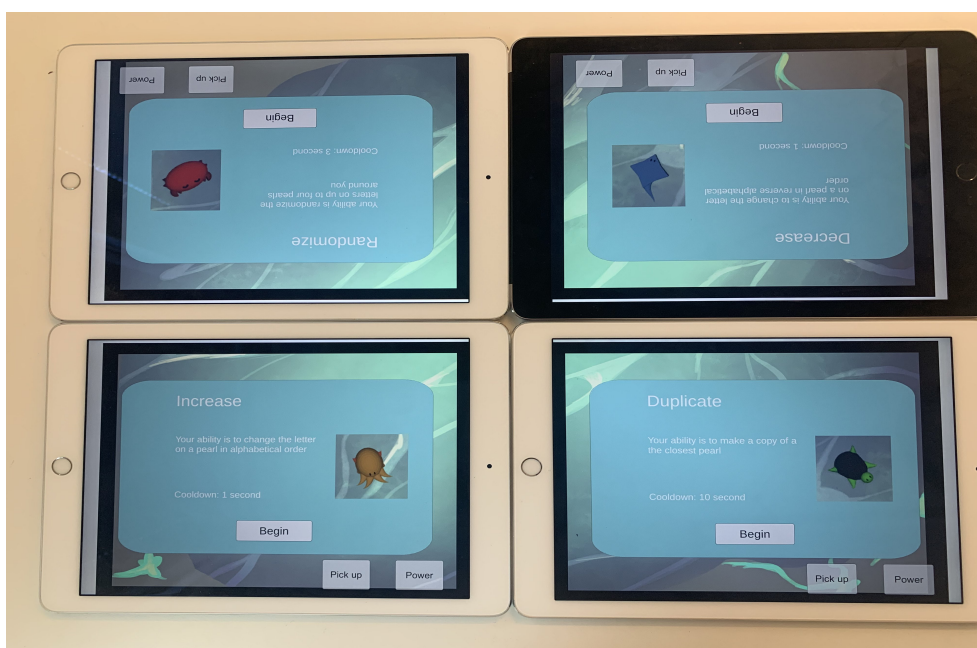 Power
Pick up
Begin
Cooldown: 3 second
Your ability is randomize the
letters on up to four pearls
around you
Randomize
Power
Pick up
Begin
Cooldown: 1 second
Your ability is to change the letter
on a pearl in reverse alphabetical
order
Decrease
Increase
Your ability is to change the letter
on a pearl in alphabetical order
Cooldown: 1 second
Begin
Pick up
Power
Duplicate
Your ability is to make a copy of a
the closest pearl
Cooldown: 10 second
Begin
Pick up
Power